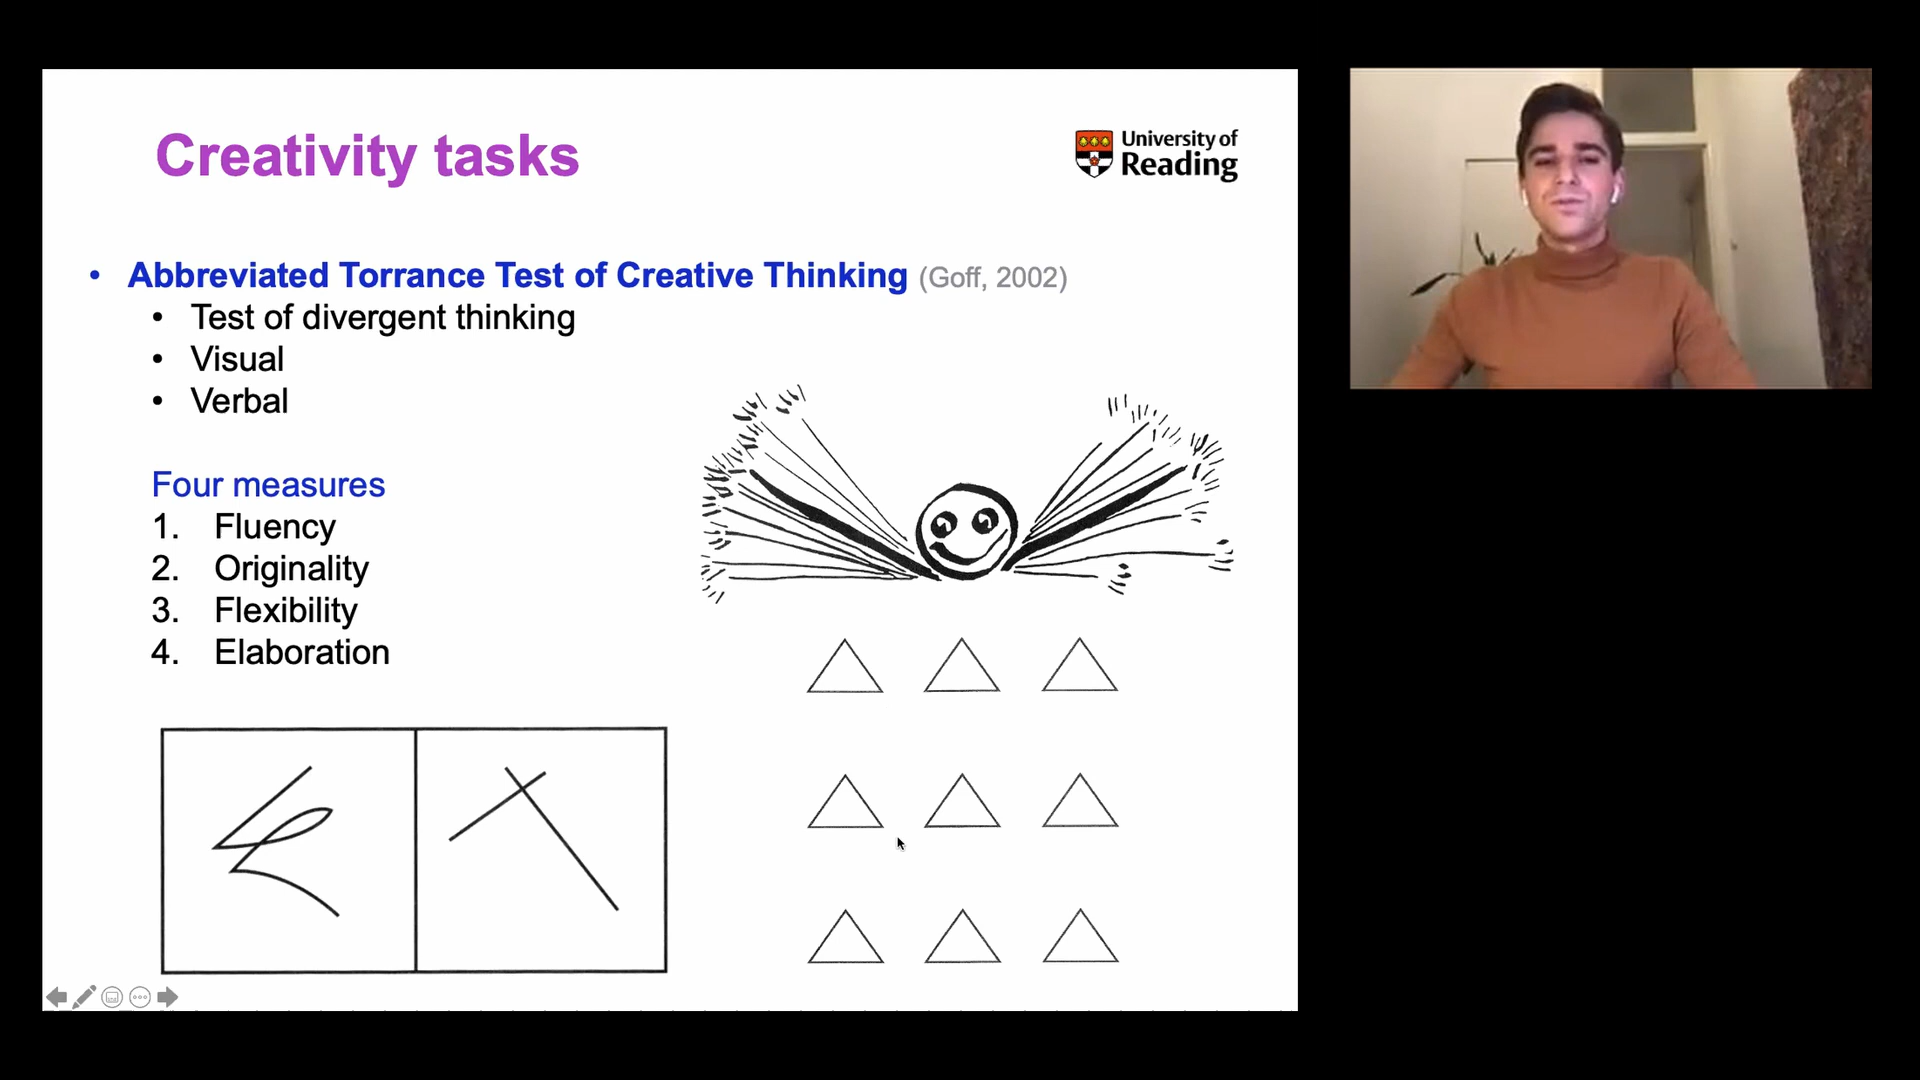 Creativity tasks
University of
Reading
• Abbreviated Torrance Test of Creative Thinking (Goff, 2002)
• Test of divergent thinking
• Visual
• Verbal
Four measures
1. Fluency
2. Originality
3. Flexibility
4. Elaboration